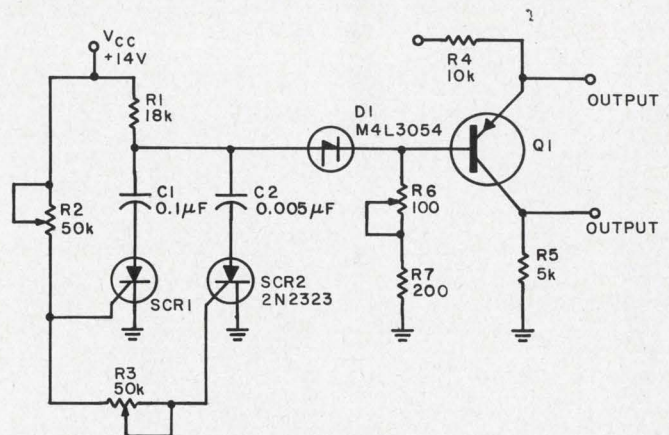 VCC
+14V
R1
18k
R2
50k
C1
0.1μF
C2
0.005μF
SCR1
SCR2
2N2323
R3
50k
D1
M4L3054
R4
10k
OUTPUT
Q1
OUTPUT
R6
100
R7
200
R5
5k